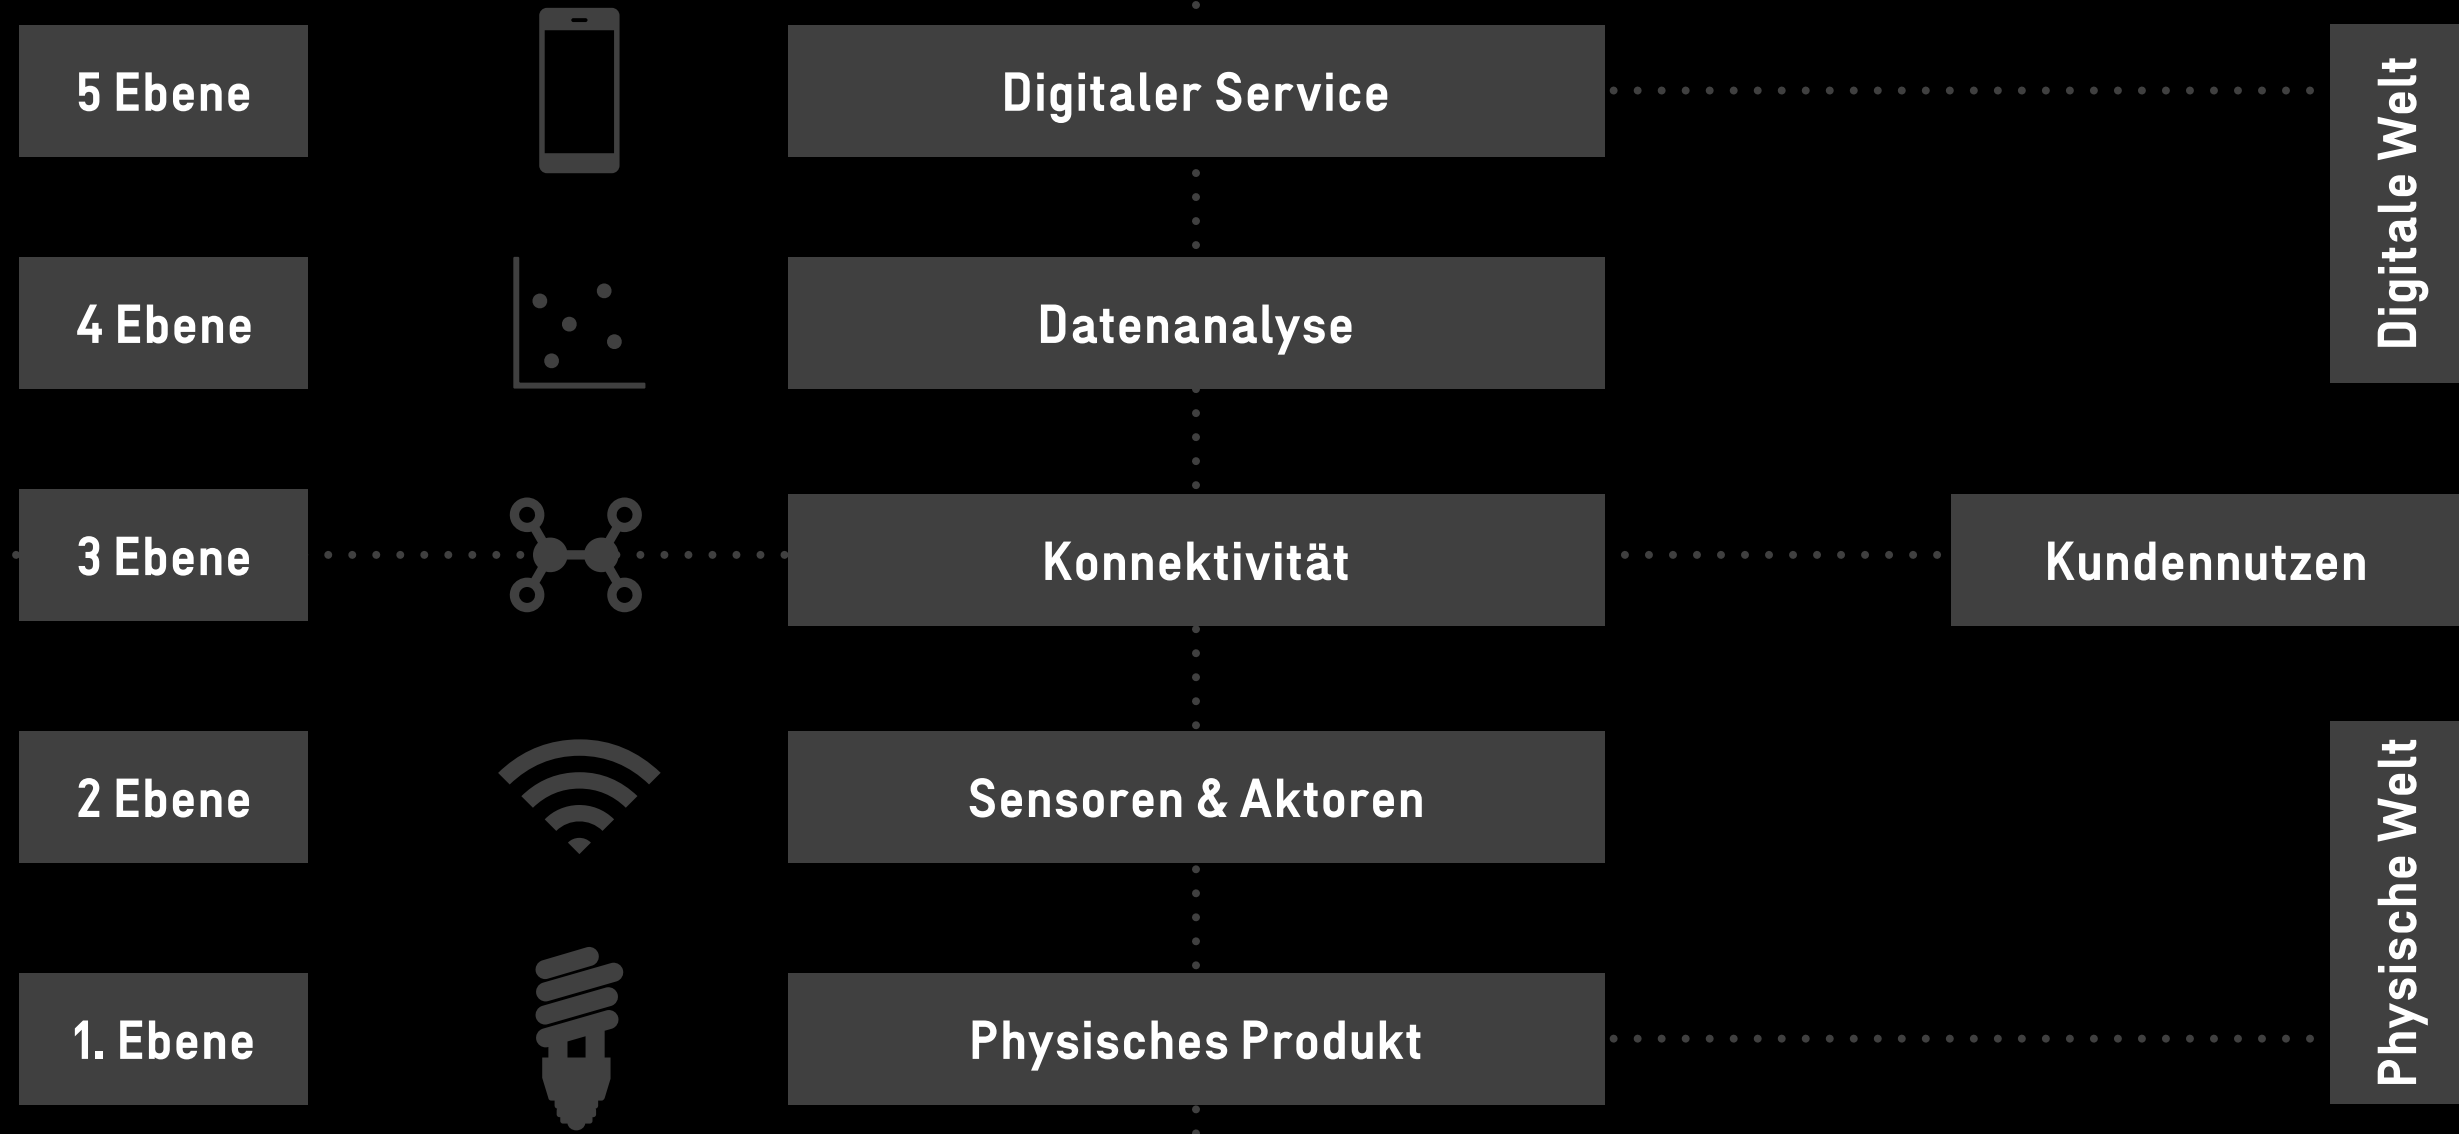 5 Ebene
Digitaler Service
Digitale Welt
4 Ebene
Datenanalyse
3 Ebene
Konnektivität
Kundennutzen
2 Ebene
Sensoren & Aktoren
Physische Welt
1. Ebene
Physisches Produkt